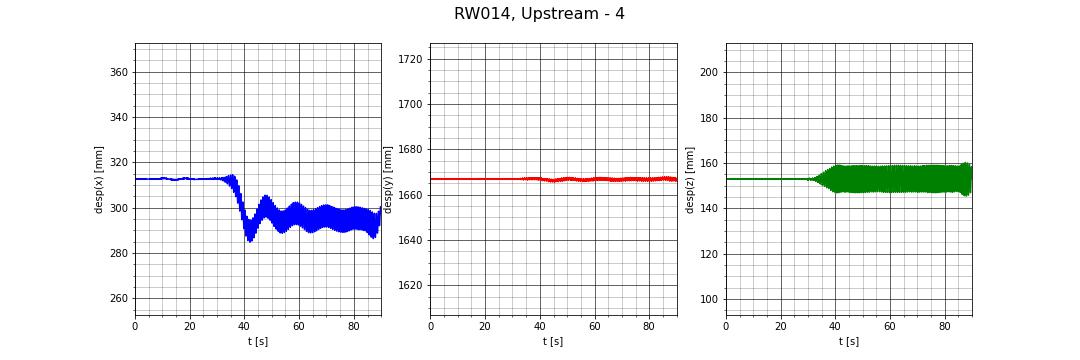 RW014, Upstream - 4
desp(x) [mm]
360
340
320
300
280
260
0 20 40 60 80
t [s]
desp(y) [mm]
1720
1700
1680
1660
1640
1620
0 20 40 60 80
t [s]
desp(z) [mm]
200
180
160
140
120
100
0 20 40 60 80
t [s]